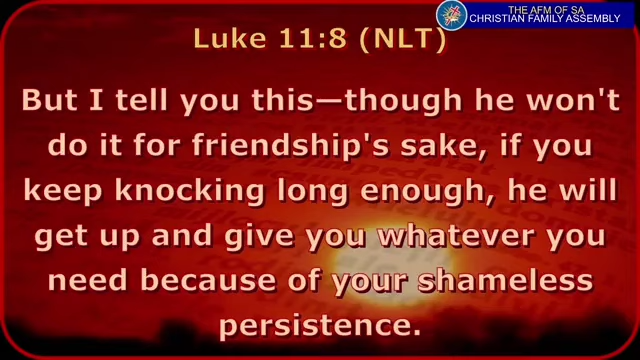 THE AFM OF SA
CHRISTIAN FAMILY ASSEMBLY
Luke 11:8 (NLT)
But I tell you this—though he won't
do it for friendship's sake, if you
keep knocking long enough, he will
get up and give you whatever you
need because of your shameless
persistence.